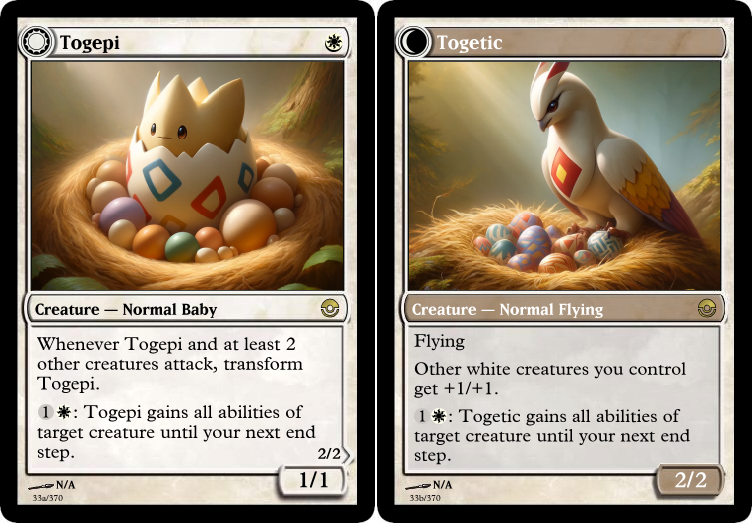 Togepi
Creature — Normal Baby
Whenever Togepi and at least 2
other creatures attack, transform
Togepi.
1 : Togepi gains all abilities of
target creature until your next end
step.
2/2
1/1
N/A
33a/370
Togetic
Creature — Normal Flying
Flying
Other white creatures you control
get +1/+1.
1 : Togetic gains all abilities of
target creature until your next end
step.
2/2
N/A
33b/370